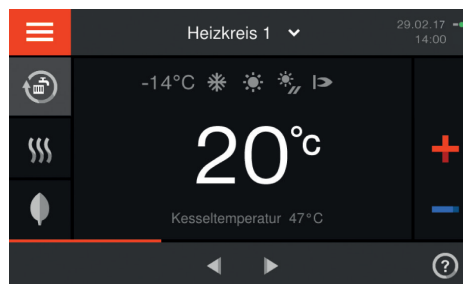 Heizkreis 1
29.02.17
14:00
-14°C
20°C
Kesseltemperatur 47°C
?